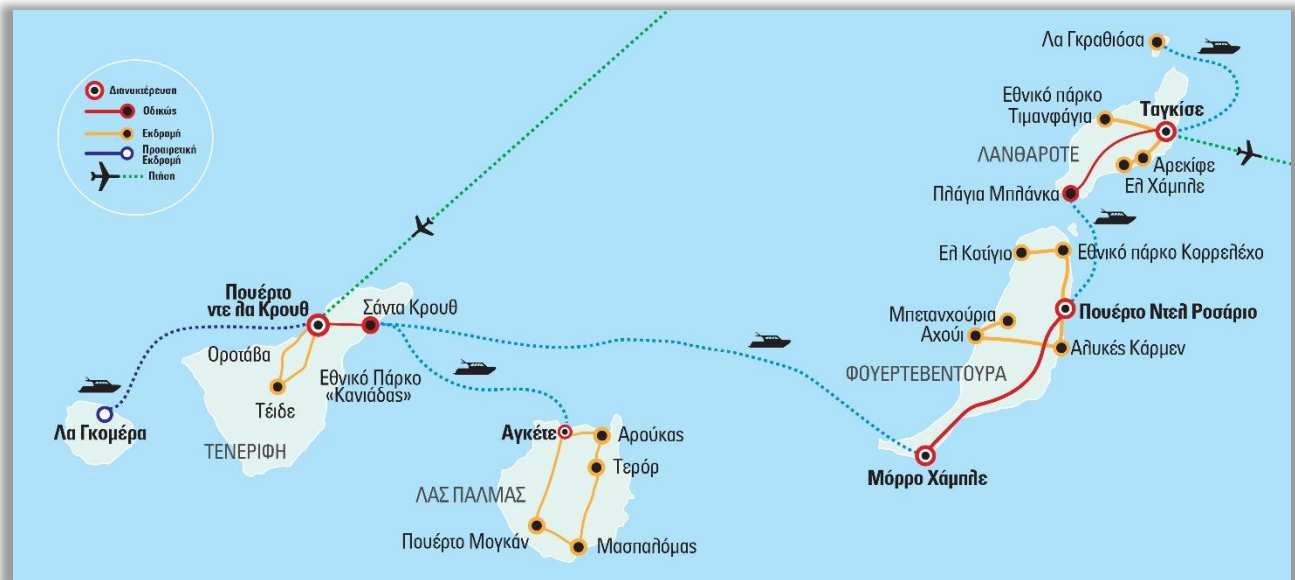 Διανυκτέρευση
Οδικώς
Εκδρομή
Προαιρετική
Εκδρομή
Πτήση
Λα Γκραθιόσα
Εθνικό πάρκο
Τιμανφάγια
Ταγκίσε
ΛΑΝΘΑΡΟΤΕ
Αρεκίφε
Ελ Χάμπλε
Πλάγια Μπλάνκα
Ελ Κοτίγιο
Εθνικό πάρκο Κορρελέχο
Πουέρτο
ντε λα Κρουθ
Σάντα Κρουθ
Μπετανχούρια
Αχούι
Πουέρτο Ντελ Ροσάριο
Αλυκές Κάρμεν
Οροτάβα
Εθνικό Πάρκο
«Κανιάδας»
Τέιδε
ΦΟΥΕΡΤΕΒΕΝΤΟΥΡΑ
Λα Γκομέρα
ΤΕΝΕΡΙΦΗ
Αγκέτε
Αρούκας
Τερόρ
Μόρρο Χάμπλε
ΛΑΣ ΠΑΛΜΑΣ
Πουέρτο Μογκάν
Μασπαλόμας